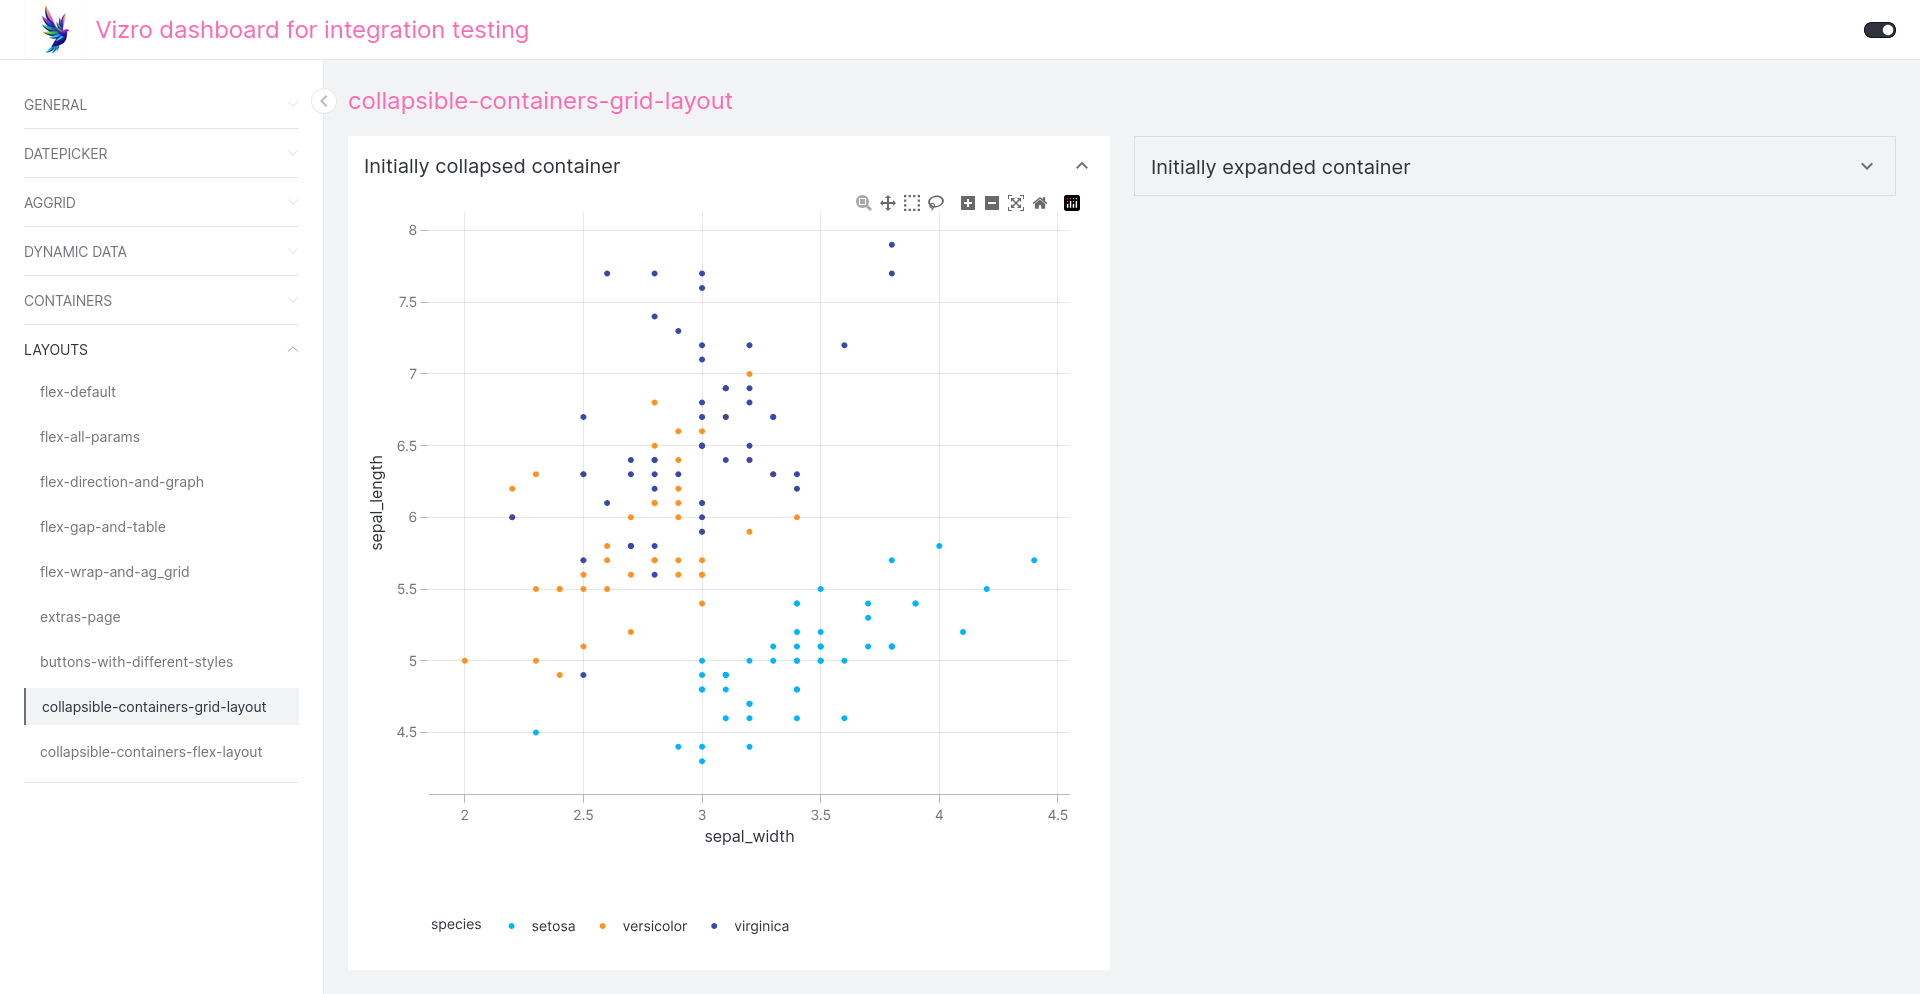 Vizro dashboard for integration testing
GENERAL
DATEPICKER
AGGRID
DYNAMIC DATA
CONTAINERS
LAYOUTS
flex-default
flex-all-params
flex-direction-and-graph
flex-gap-and-table
flex-wrap-and-ag_grid
extras-page
buttons-with-different-styles
collapsible-containers-grid-layout
collapsible-containers-flex-layout
collapsible-containers-grid-layout
Initially collapsed container
8
7.5
7
6.5
6
5.5
5
4.5
sepal_length
2 2.5 3 3.5 4 4.5
sepal_width
species setosa versicolor virginica
Initially expanded container